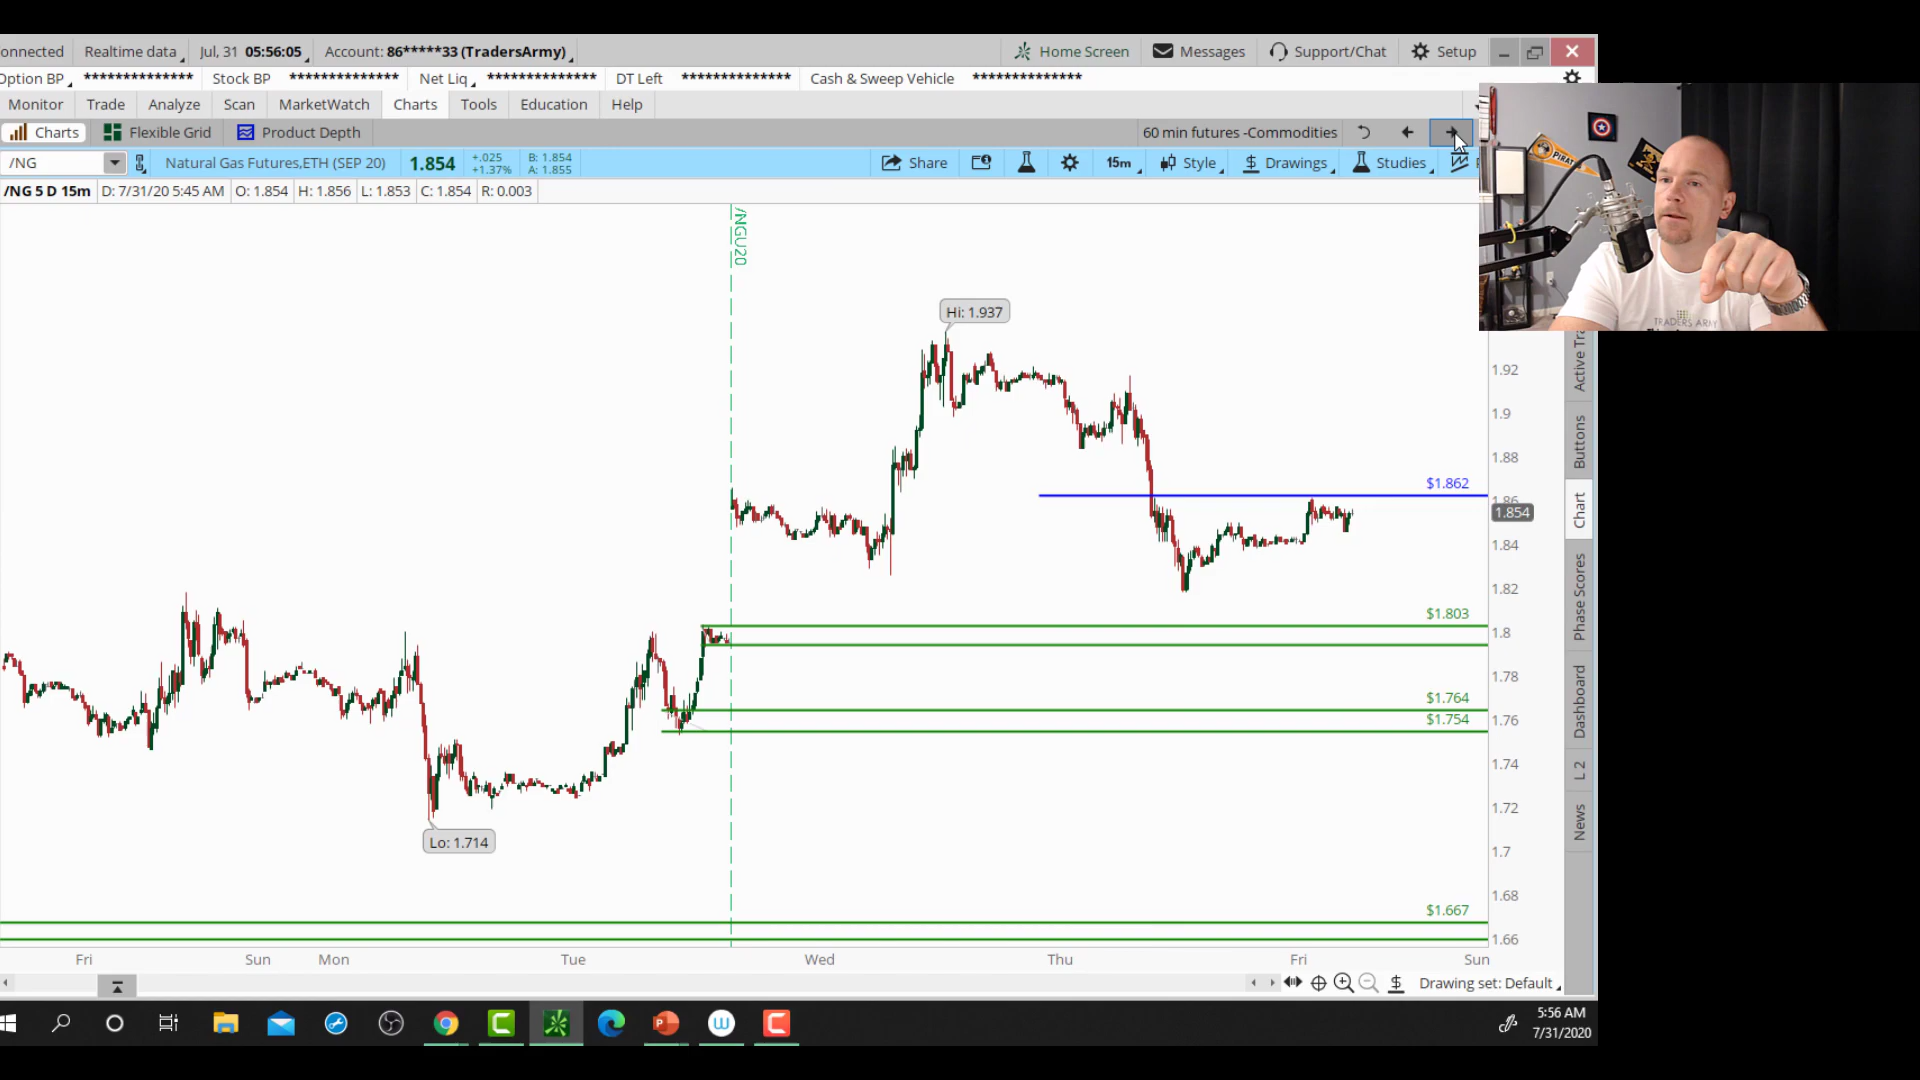 onnected Realtime data Jul, 31 05:56:05 Account: 86*****33 (TradersArmy) Home Screen Messages Support/Chat Setup
Option BP ************** Stock BP ************** Net Liq ************** DT Left ************** Cash & Sweep Vehicle **************
Monitor Trade Analyze Scan MarketWatch Charts Tools Education Help
Charts Flexible Grid Product Depth 60 min futures -Commodities
/NG Natural Gas Futures,ETH (SEP 20) 1.854 +.025 B: 1.854 Share 15m Style Drawings Studies
+1.37% A: 1.855
/NG 5 D 15m D: 7/31/20 5:45 AM O: 1.854 H: 1.856 L: 1.853 C: 1.854 R: 0.003
/NGU20
PIRAT
TRADERS ARMY
Hi: 1.937
Active Tra
1.92
1.9
Buttons
1.88
$1.862
1.86
Chart
1.854
1.84
1.82
Phase Scores
$1.803
1.8
1.78
Dashboard
$1.764
$1.754
1.76
1.74
L 2
1.72
News
Lo: 1.714
1.7
1.68
$1.667
1.66
Fri Sun Mon Tue Wed Thu Fri Sun
Drawing set: Default
5:56 AM
7/31/2020